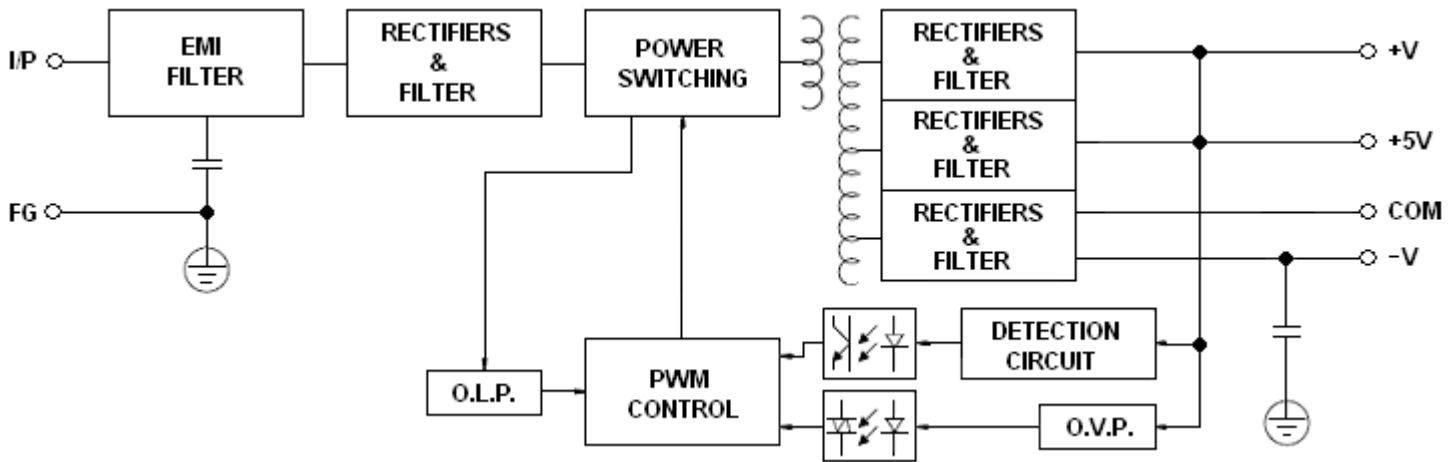 I/P
EMI
FILTER
RECTIFIERS
&
FILTER
POWER
SWITCHING
RECTIFIERS
&
FILTER
+V
RECTIFIERS
&
FILTER
+5V
FG
RECTIFIERS
&
FILTER
COM
−V
O.L.P.
PWM
CONTROL
DETECTION
CIRCUIT
O.V.P.